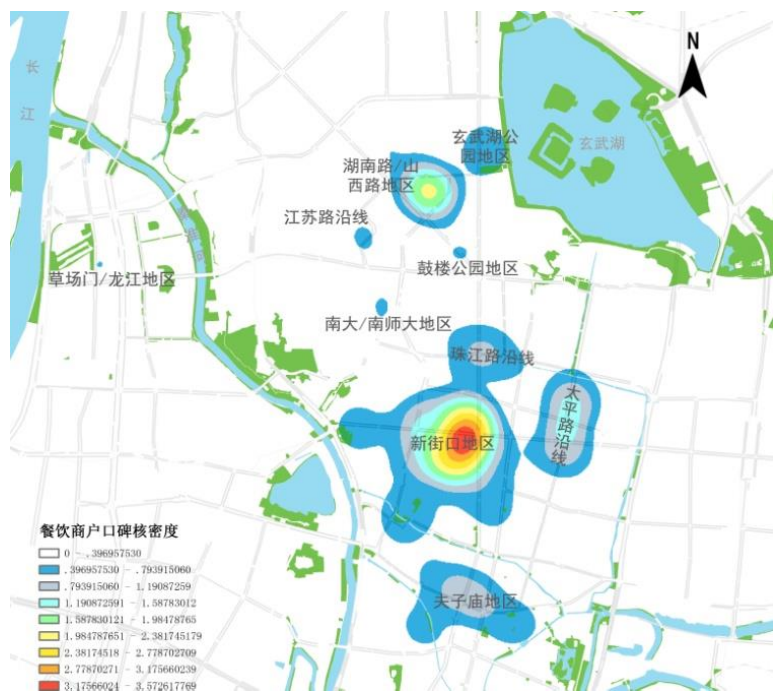 N
长
江
玄武湖公
园地区
玄武湖
湖南路/山
西路地区
江苏路沿线
鼓楼公园地区
草场门/龙江地区
南大/南师大地区
珠江路沿线
太平路沿线
新街口地区
夫子庙地区
餐饮商户口碑核密度
0 - .396957530
.396957530 - .793915060
.793915060 - 1.19087259
1.190872591 - 1.58783012
1.587830121 - 1.98478765
1.984787651 - 2.381745179
2.38174518 - 2.778702709
2.77870271 - 3.175660239
3.17566024 - 3.572617769